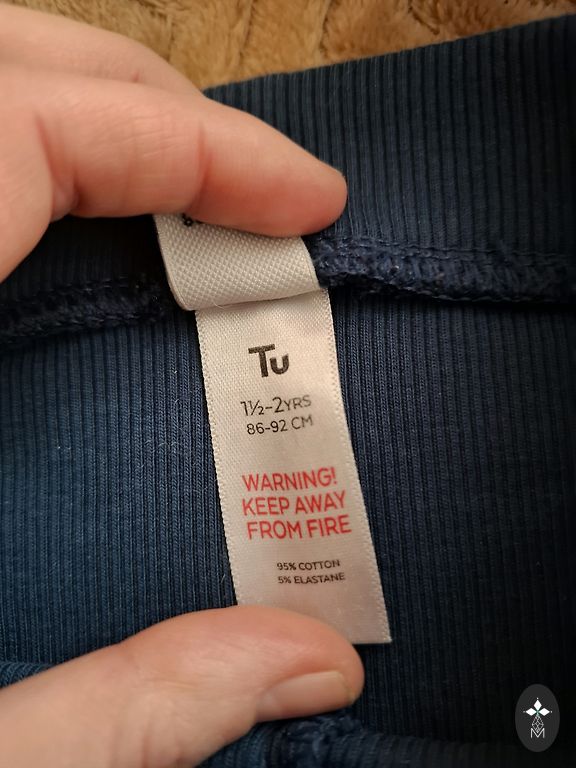 Tu
1½-2YRS
86-92 CM
WARNING!
KEEP AWAY
FROM FIRE
95% COTTON
5% ELASTANE